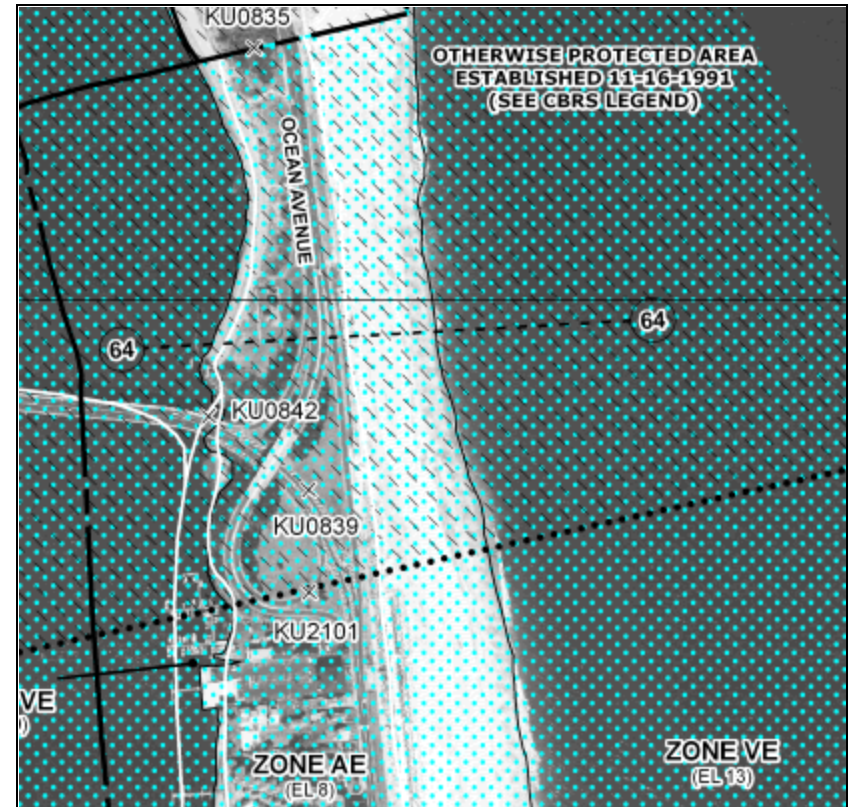 KU0835
OTHERWISE PROTECTED AREA
ESTABLISHED 11-16-1991
(SEE CBRS LEGEND)
OCEAN AVENUE
64
64
KU0842
KU0839
KU2101
VE
)
ZONE AE
(EL 8)
ZONE VE
(EL 13)